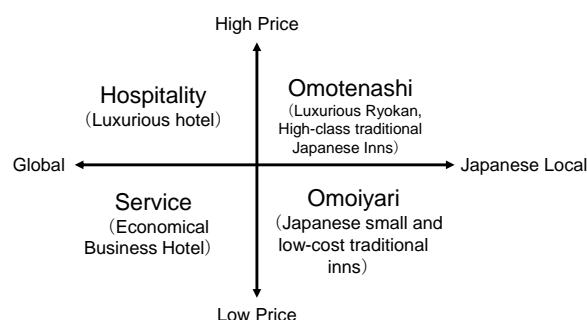 High Price
Hospitality
（Luxurious hotel）
Omotenashi
（Luxurious Ryokan,
High-class traditional
Japanese Inns）
Global
Japanese Local
Service
（Economical
Business Hotel）
Omoiyari
（Japanese small and
low-cost traditional
inns）
Low Price